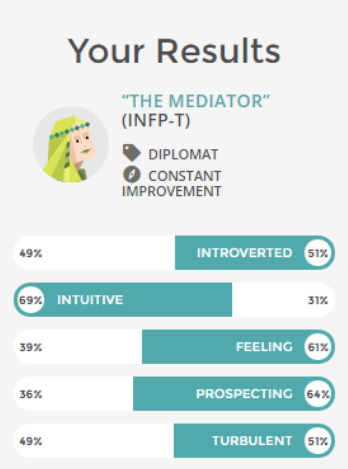 Your Results
“THE MEDIATOR”
(INFP-T)
DIPLOMAT
CONSTANT
IMPROVEMENT
49% INTROVERTED 51%
69% INTUITIVE 31%
39% FEELING 61%
36% PROSPECTING 64%
49% TURBULENT 51%